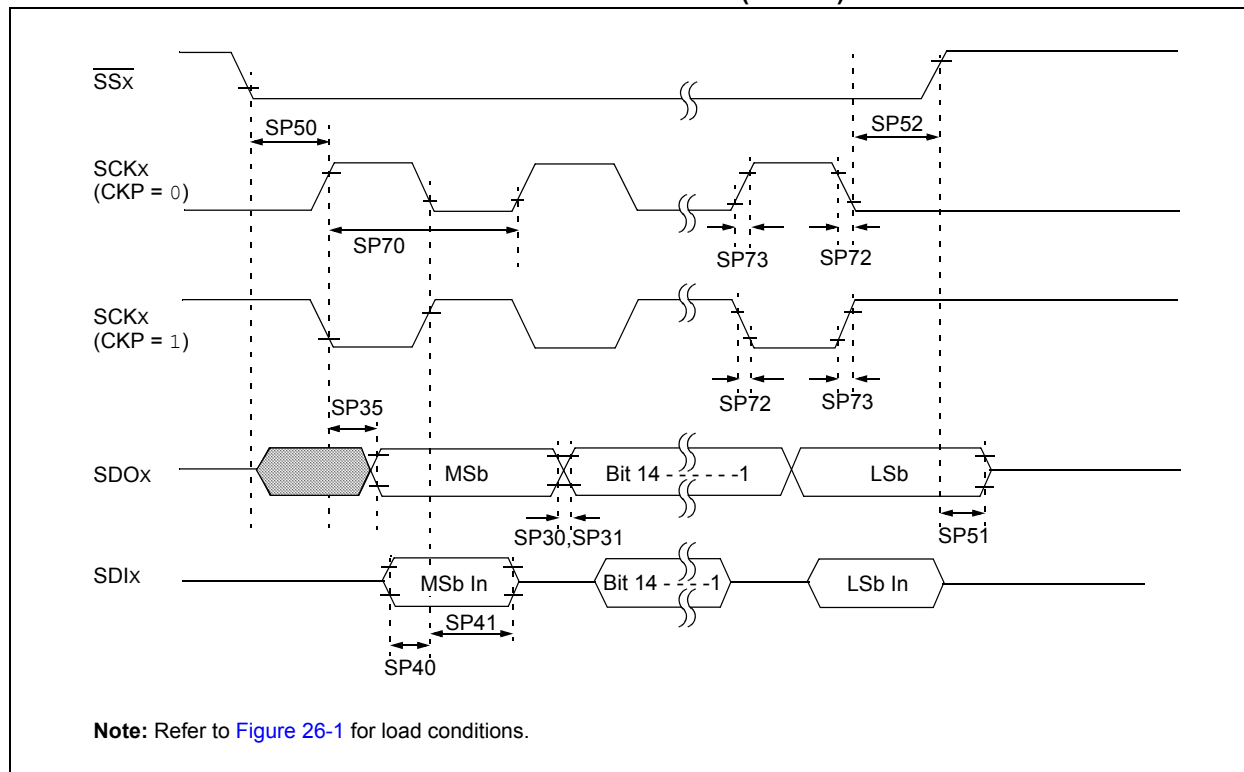 SSx
SP50
SP52
SCKx
(CKP = 0)
SP70
SP73
SP72
SCKx
(CKP = 1)
SP72
SP73
SP35
SDOx
MSb
Bit 14 - - - - - -1
LSb
SP30,SP31
SP51
SDIx
MSb In
Bit 14 - - - -1
LSb In
SP41
SP40
Note: Refer to Figure 26-1 for load conditions.